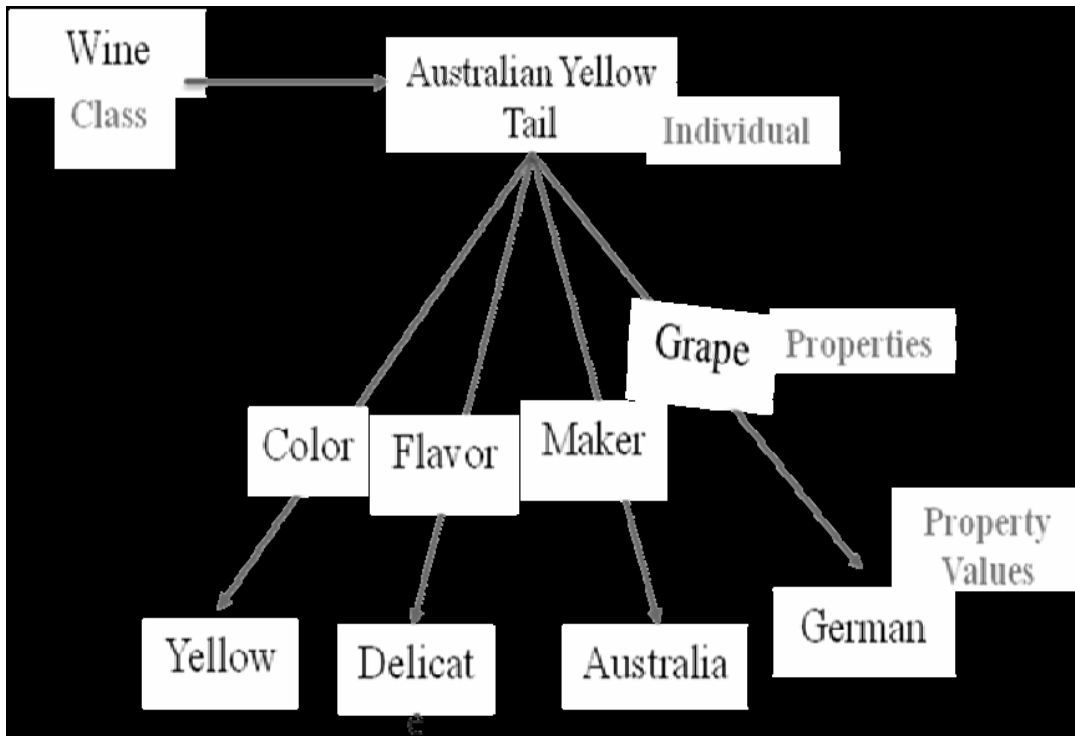 Wine
Class
Australian Yellow
Tail
Individual
Grape
Properties
Color
Flavor
Maker
Property
Values
Yellow
Delicat
e
Australia
German